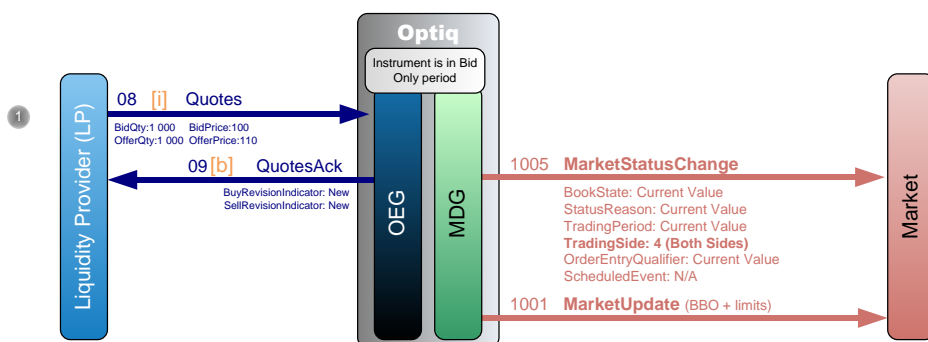 Optiq
Instrument is in Bid
Only period
1
Liquidity Provider (LP)
08 [i] Quotes
BidQty:1 000 BidPrice:100
OfferQty:1 000 OfferPrice:110
09 [b] QuotesAck
BuyRevisionIndicator: New
SellRevisionIndicator: New
OEG
MDG
1005 MarketStatusChange
BookState: Current Value
StatusReason: Current Value
TradingPeriod: Current Value
TradingSide: 4 (Both Sides)
OrderEntryQualifier: Current Value
ScheduledEvent: N/A
1001 MarketUpdate (BBO + limits)
Market